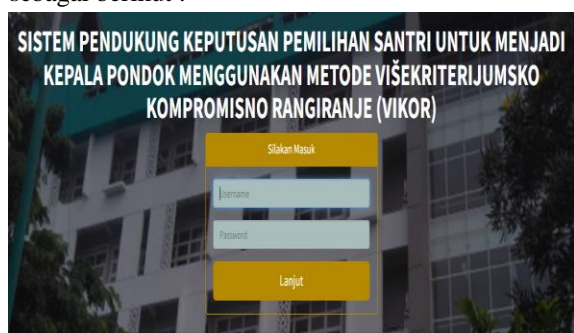 sebagai berikut :
SISTEM PENDUKUNG KEPUTUSAN PEMILIHAN SANTRI UNTUK MENJADI
KEPALA PONDOK MENGGUNAKAN METODE VIŠEKRITERIJUMSKO
KOMPROMISNO RANGIRANJE (VIKOR)
Silakan Masuk
Username
Password
Lanjut